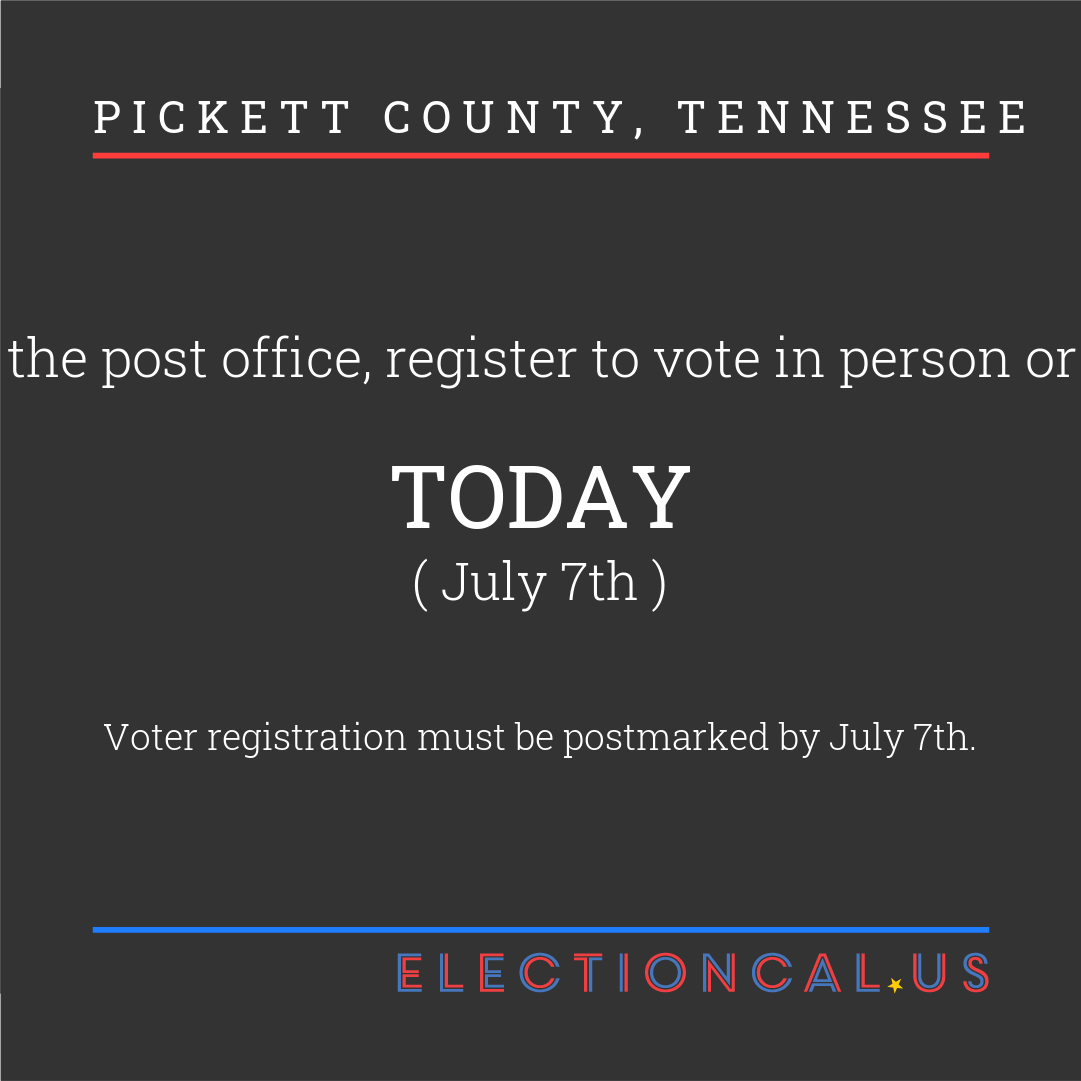 PICKETT COUNTY, TENNESSEE
the post office, register to vote in person or
TODAY
( July 7th )
Voter registration must be postmarked by July 7th.
ELECTIONCAL.US